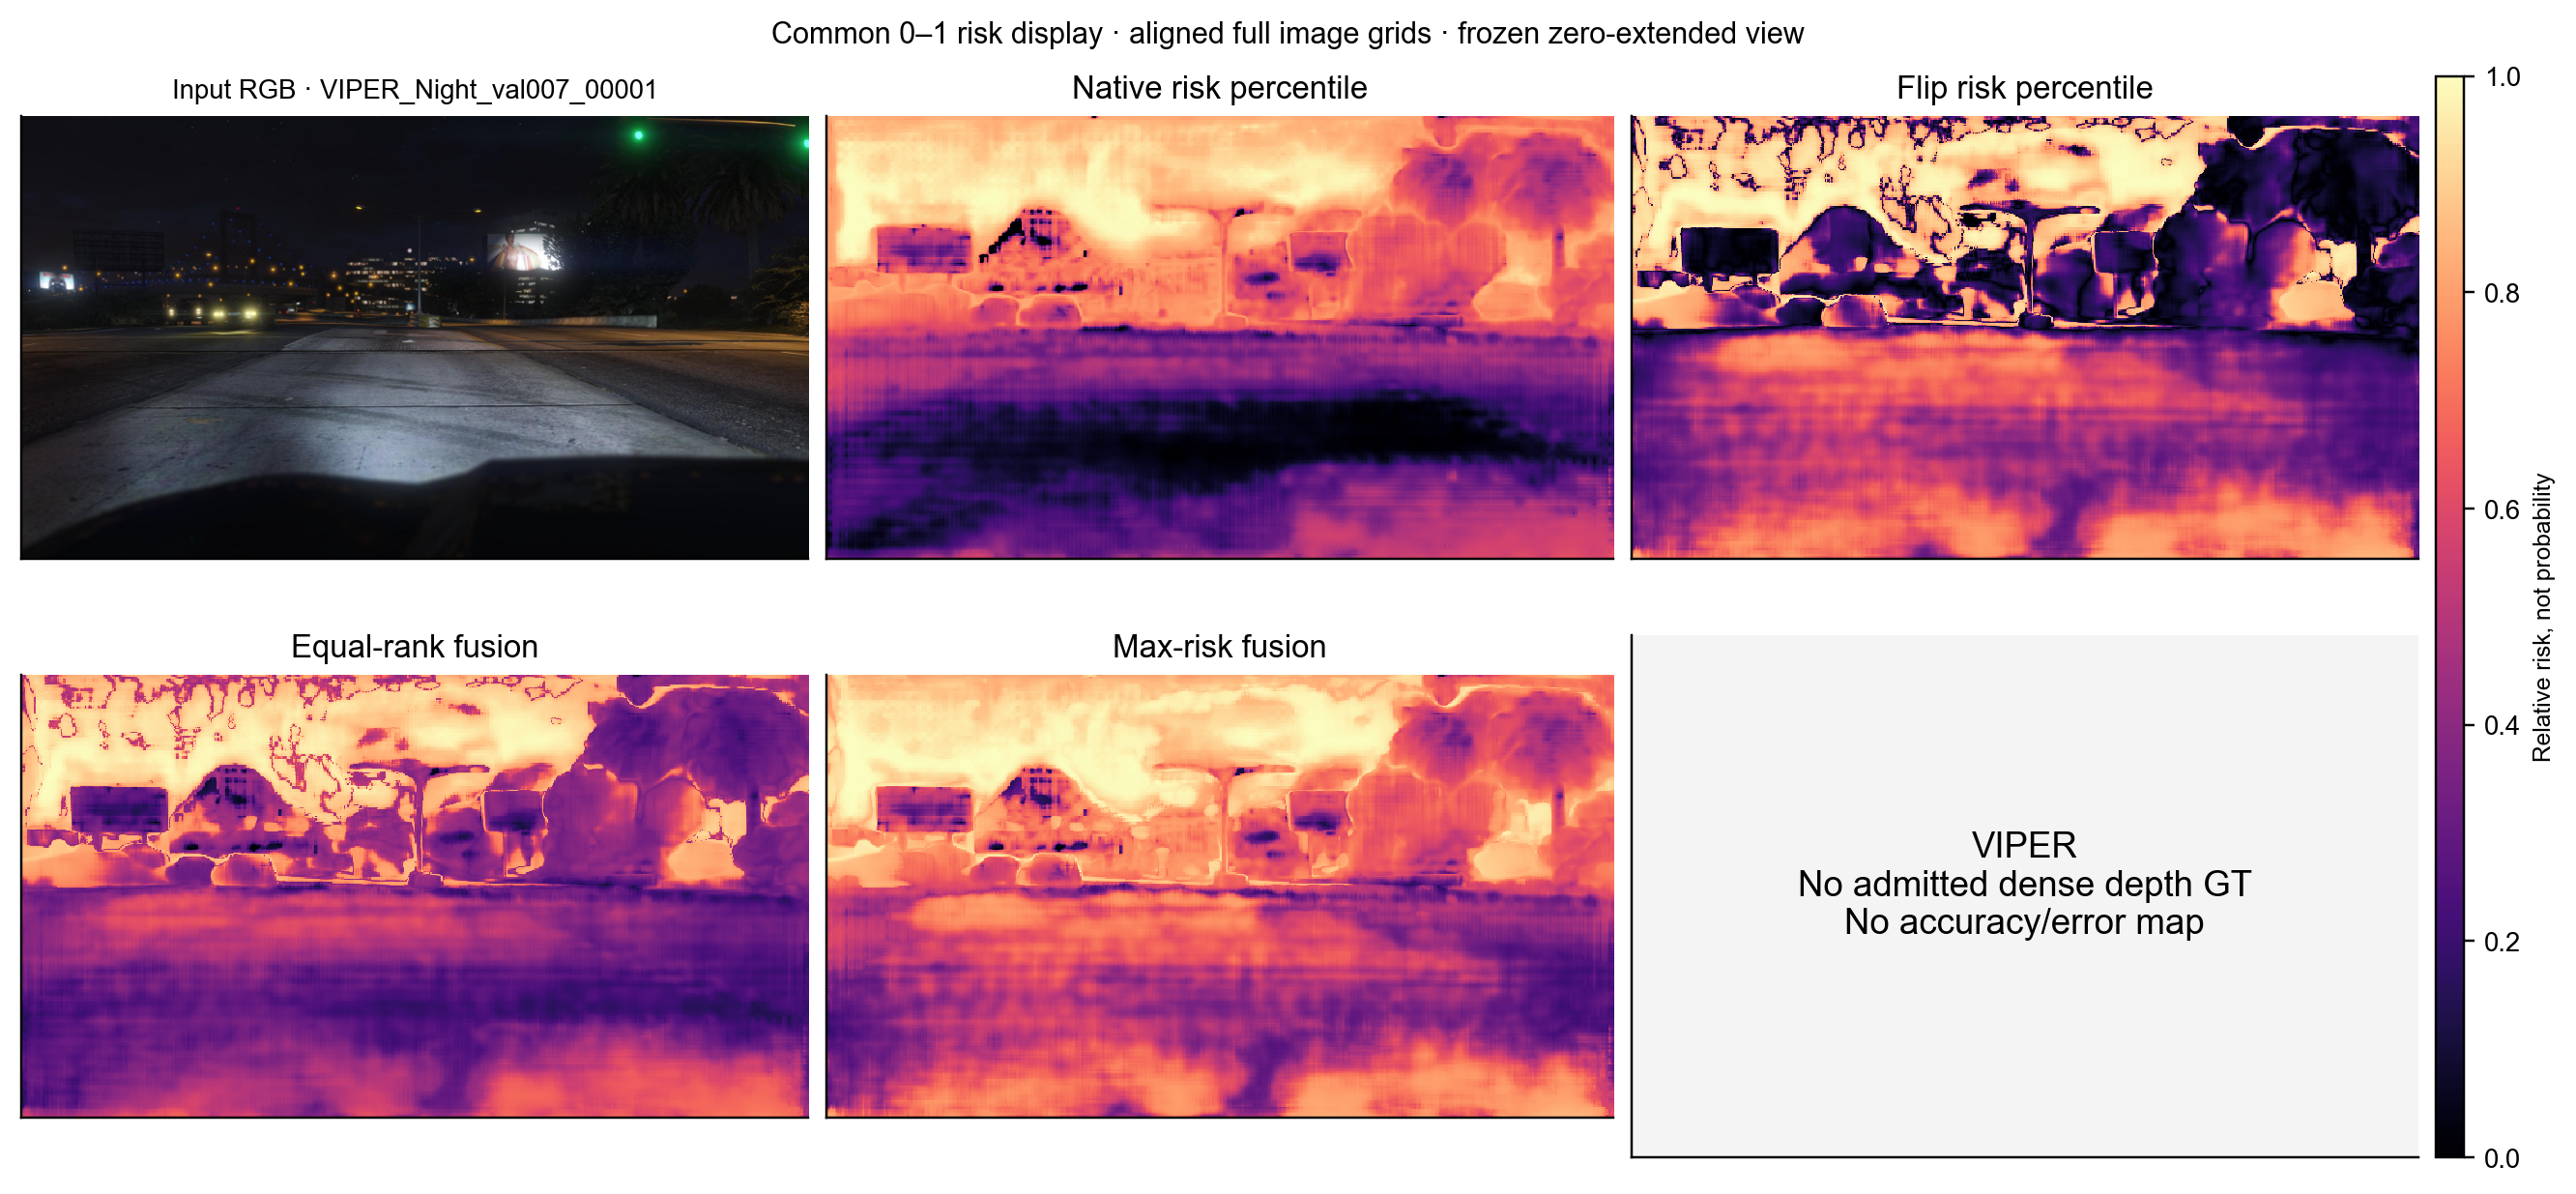 Common 0–1 risk display · aligned full image grids · frozen zero-extended view
Input RGB · VIPER_Night_val007_00001
Native risk percentile
Flip risk percentile
Equal-rank fusion
Max-risk fusion
VIPER
No admitted dense depth GT
No accuracy/error map
1.0
0.8
0.6
0.4
0.2
0.0
Relative risk, not probability